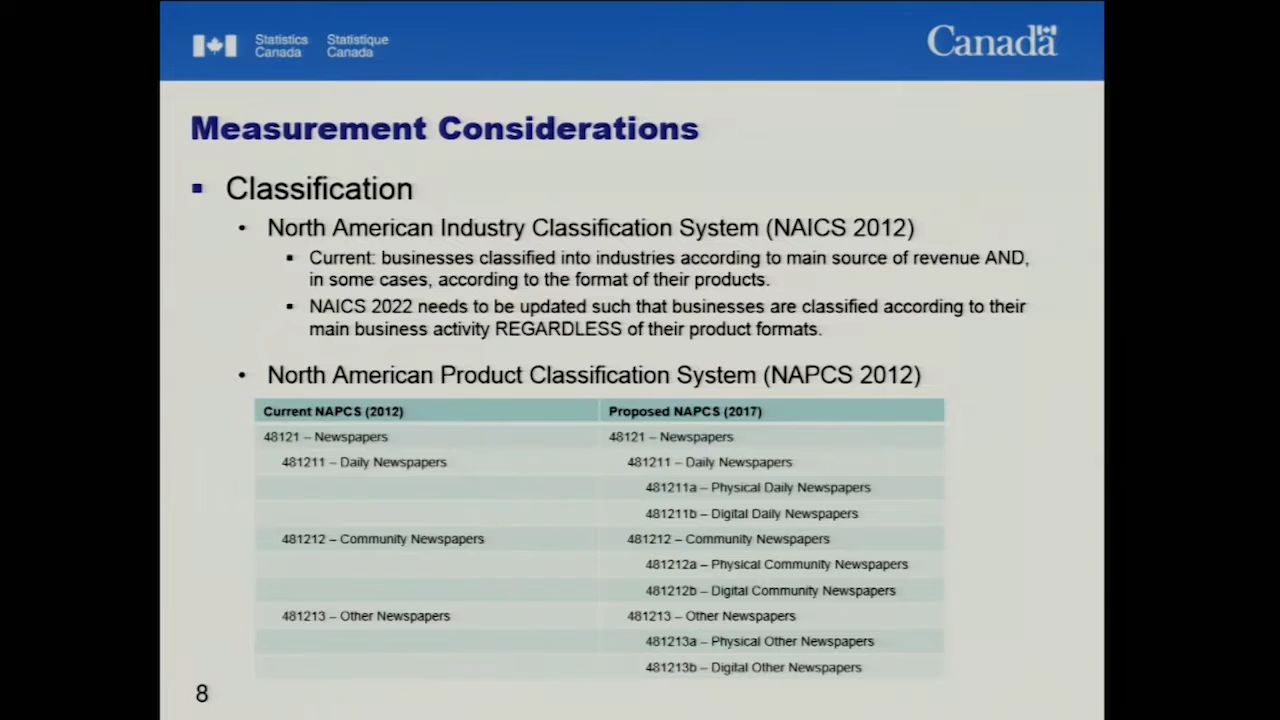 Statistics Canada
Statistique Canada
Canada
Measurement Considerations
▪ Classification
• North American Industry Classification System (NAICS 2012)
▪ Current: businesses classified into industries according to main source of revenue AND,
in some cases, according to the format of their products.
▪ NAICS 2022 needs to be updated such that businesses are classified according to their
main business activity REGARDLESS of their product formats.
• North American Product Classification System (NAPCS 2012)
Current NAPCS (2012) Proposed NAPCS (2017)
48121 – Newspapers 48121 – Newspapers
481211 – Daily Newspapers 481211 – Daily Newspapers
481211a – Physical Daily Newspapers
481211b – Digital Daily Newspapers
481212 – Community Newspapers 481212 – Community Newspapers
481212a – Physical Community Newspapers
481212b – Digital Community Newspapers
481213 – Other Newspapers 481213 – Other Newspapers
481213a – Physical Other Newspapers
481213b – Digital Other Newspapers
8